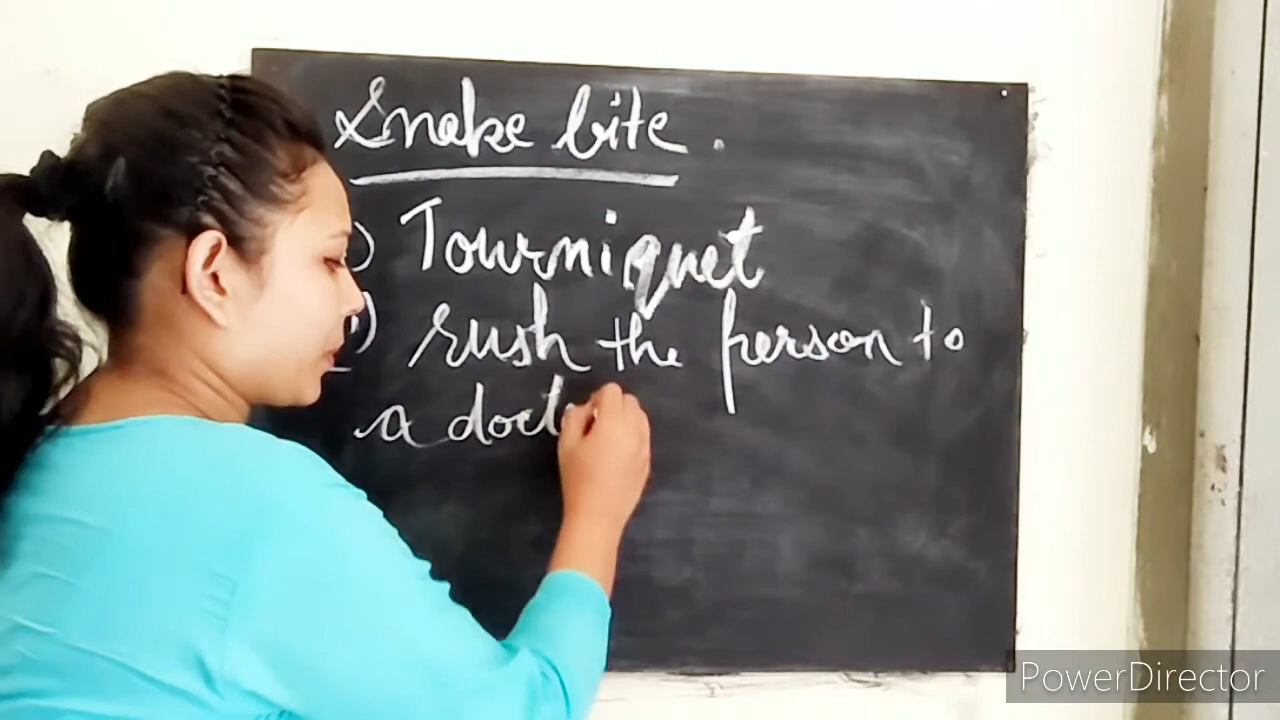 Snake bite.
) Tourniquet
) rush the person to
a doct
PowerDirector